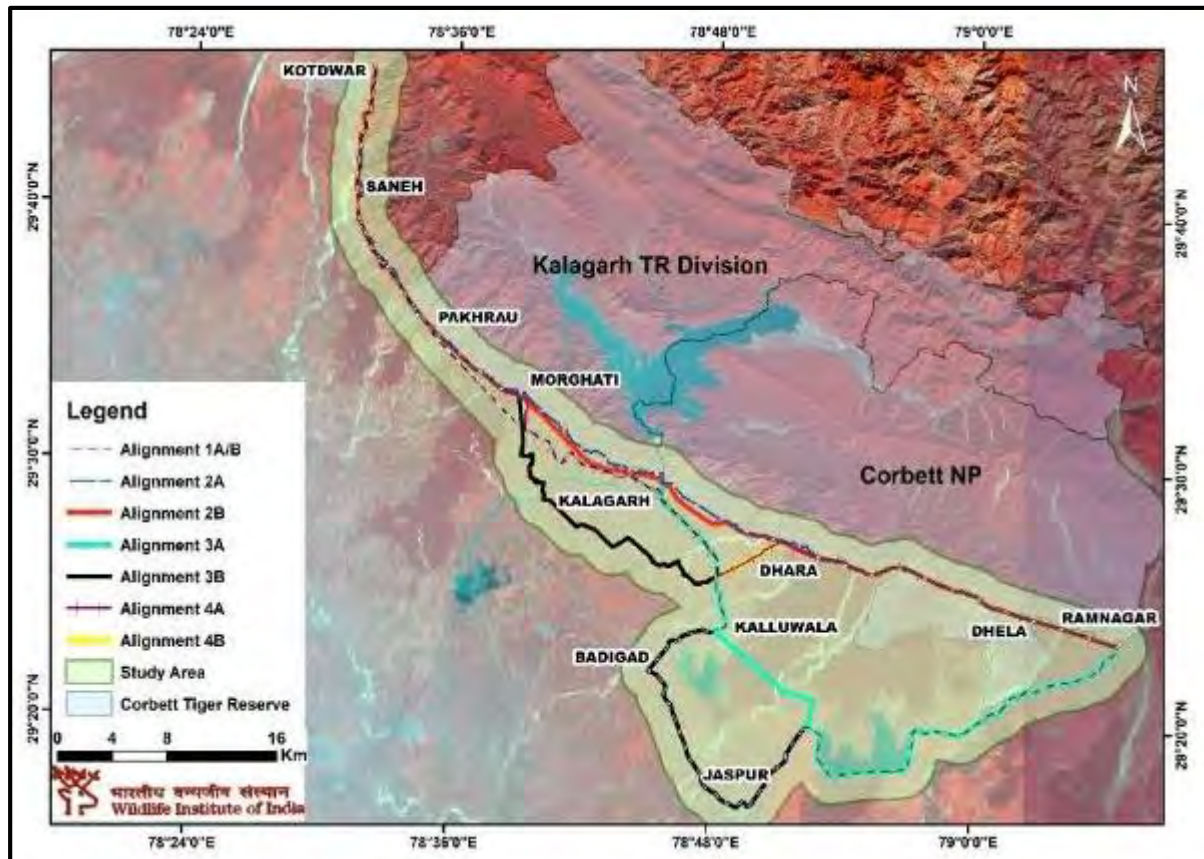 78°24'0"E 78°36'0"E 78°48'0"E 79°0'0"E
KOTDWAR
N
SANEH
29°40'0"N
29°40'0"N
Kalagarh TR Division
PAKHRAU
MORGHATI
Legend
Alignment 1A/B
Alignment 2A
Alignment 2B
Alignment 3A
Alignment 3B
Alignment 4A
Alignment 4B
Study Area
Corbett Tiger Reserve
0 4 8 16
Km
भारतीय वन्यजीव संस्थान
Wildlife Institute of India
29°30'0"N
29°30'0"N
Corbett NP
KALAGARH
DHARA
RAMNAGAR
KALLUWALA
DHELA
BADIGAD
29°20'0"N
29°20'0"N
JASPUR
78°24'0"E 78°36'0"E 78°48'0"E 79°0'0"E